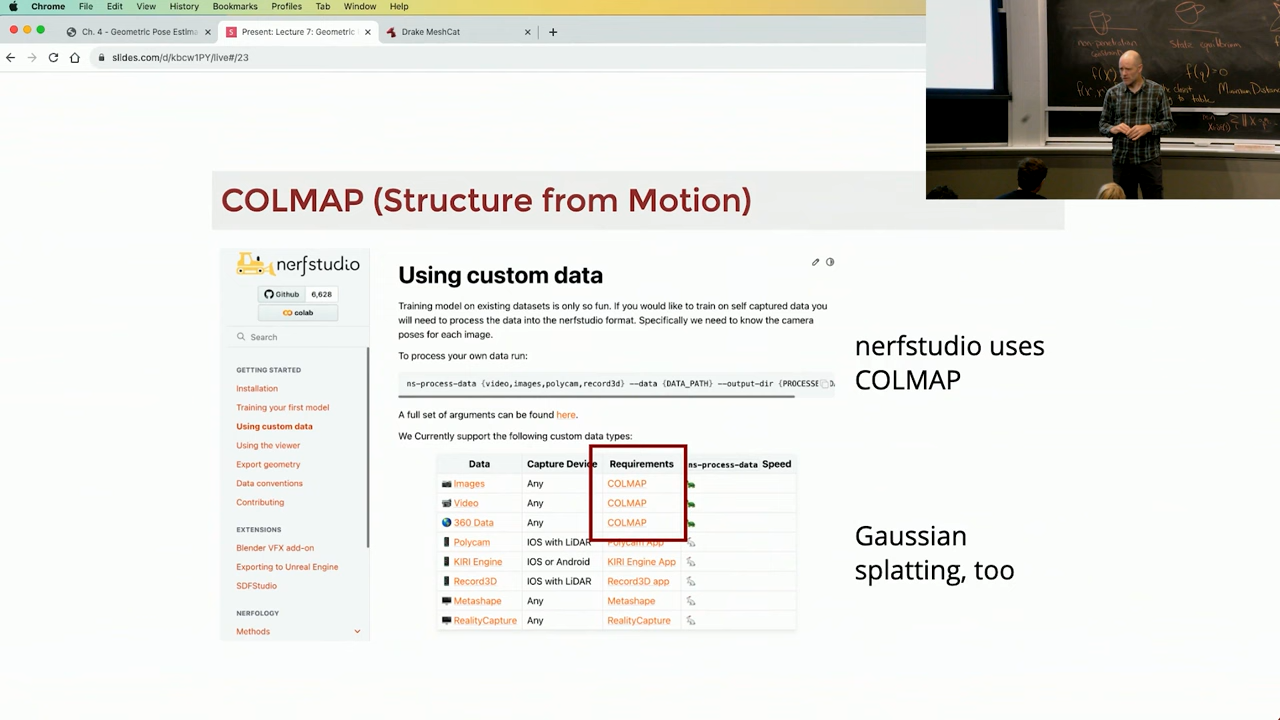 Chrome File Edit View History Bookmarks Profiles Tab Window Help
Ch. 4 - Geometric Pose Estima
Present: Lecture 7: Geometric
Drake MeshCat
slides.com/d/kbcw1PY/live#/23
non penetration
Static equilibrium
f(q)>0
to table
COLMAP (Structure from Motion)
nerfstudio
Github 6,628
colab
Search
GETTING STARTED
Installation
Training your first model
Using custom data
Using the viewer
Export geometry
Data conventions
Contributing
EXTENSIONS
Blender VFX add-on
Exporting to Unreal Engine
SDFStudio
NERFOLOGY
Methods
Using custom data
Training model on existing datasets is only so fun. If you would like to train on self captured data you
will need to process the data into the nerfstudio format. Specifically we need to know the camera
poses for each image.
To process your own data run:
ns-process-data {video,images,polycam,record3d} --data {DATA_PATH} --output-dir {PROCESSE
A full set of arguments can be found here.
We Currently support the following custom data types:
Data Capture Device Requirements ns-process-data Speed
Images Any COLMAP
Video Any COLMAP
360 Data Any COLMAP
Polycam IOS with LiDAR Polycam App
KIRI Engine IOS or Android KIRI Engine App
Record3D IOS with LiDAR Record3D app
Metashape Any Metashape
RealityCapture Any RealityCapture
nerfstudio uses
COLMAP
Gaussian
splatting, too